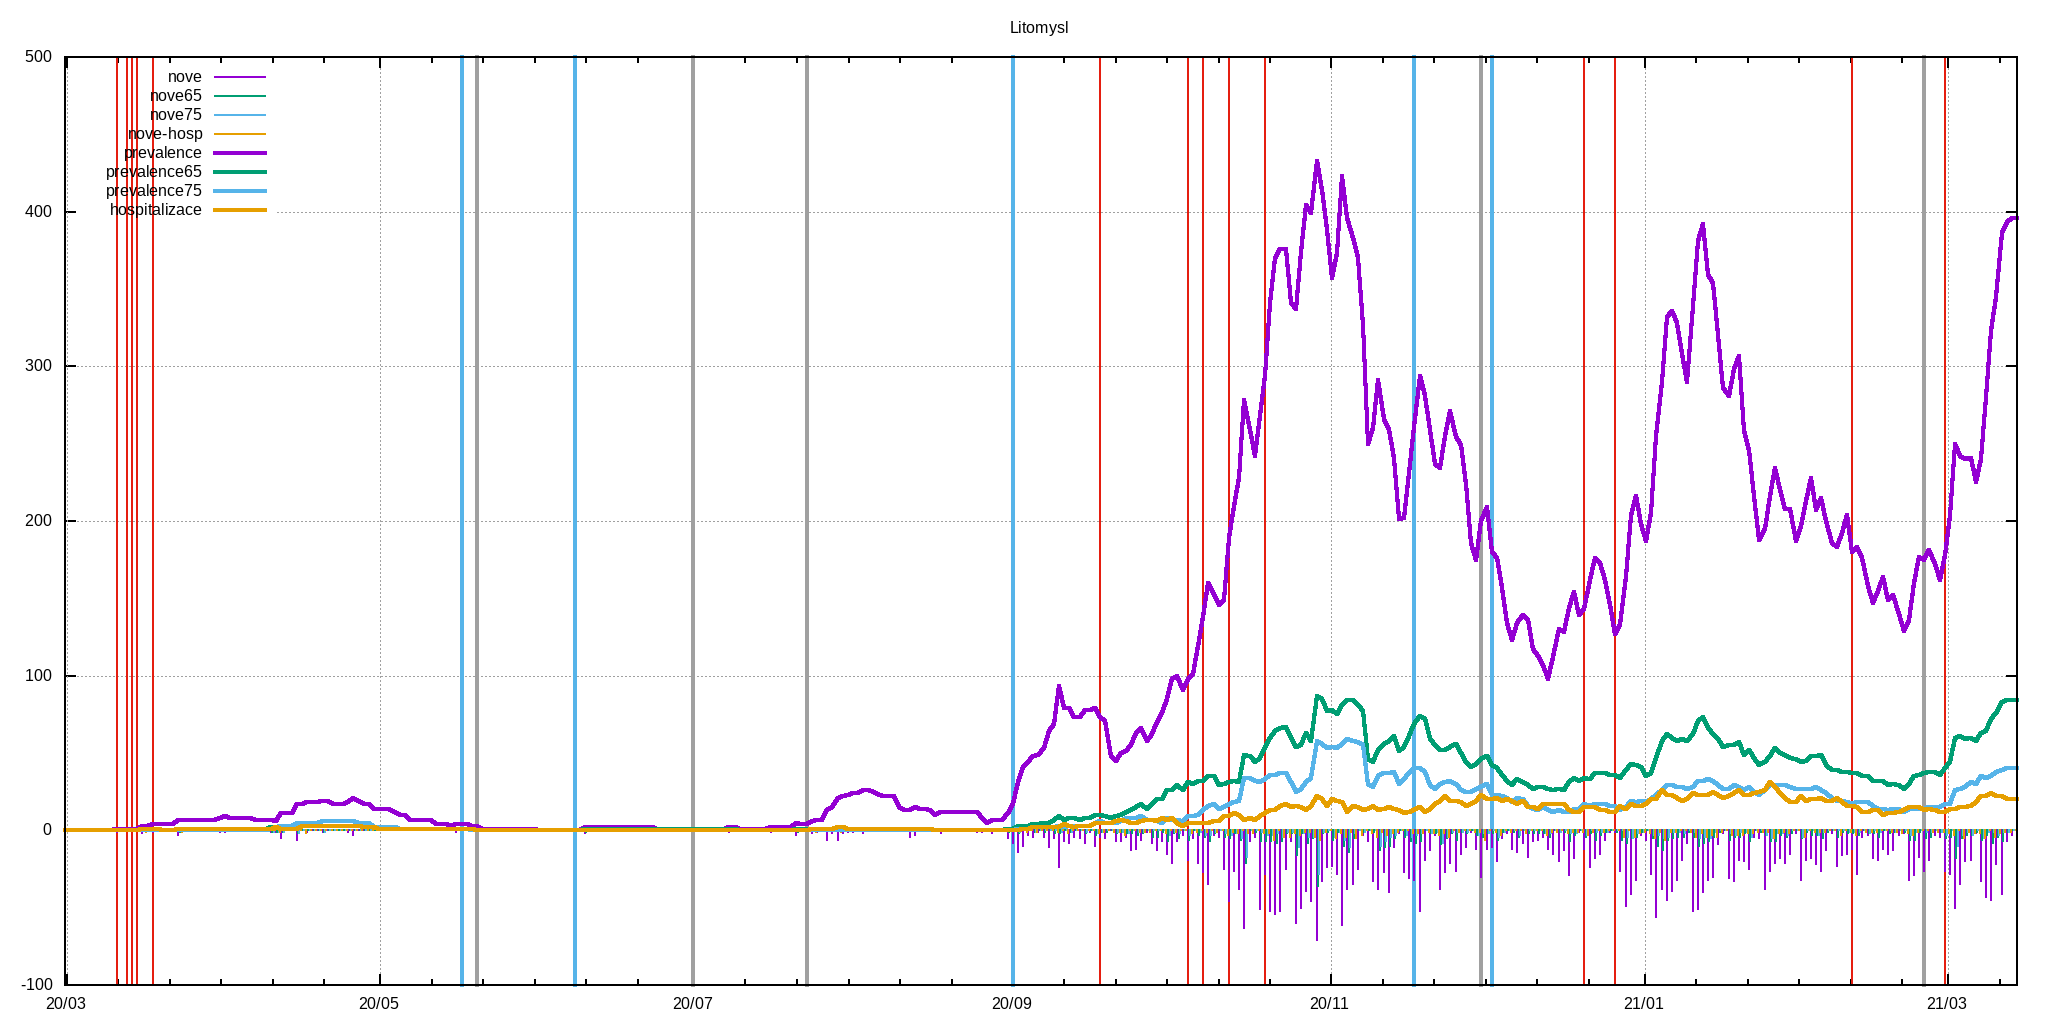 Litomysl
500
nove
nove65
nove75
nove-hosp
prevalence
prevalence65
prevalence75
hospitalizace
400
300
200
100
0
-100
20/03 20/05 20/07 20/09 20/11 21/01 21/03